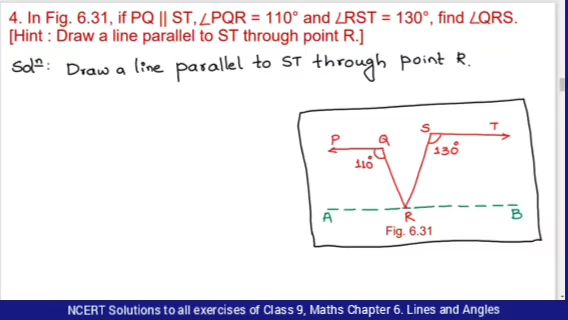 4. In Fig. 6.31, if PQ || ST, ∠PQR = 110° and ∠RST = 130°, find ∠QRS.
[Hint : Draw a line parallel to ST through point R.]
Solⁿ: Draw a line parallel to ST through point R.
P Q S T
110° 130°
A R B
Fig. 6.31
NCERT Solutions to all exercises of Class 9, Maths Chapter 6. Lines and Angles